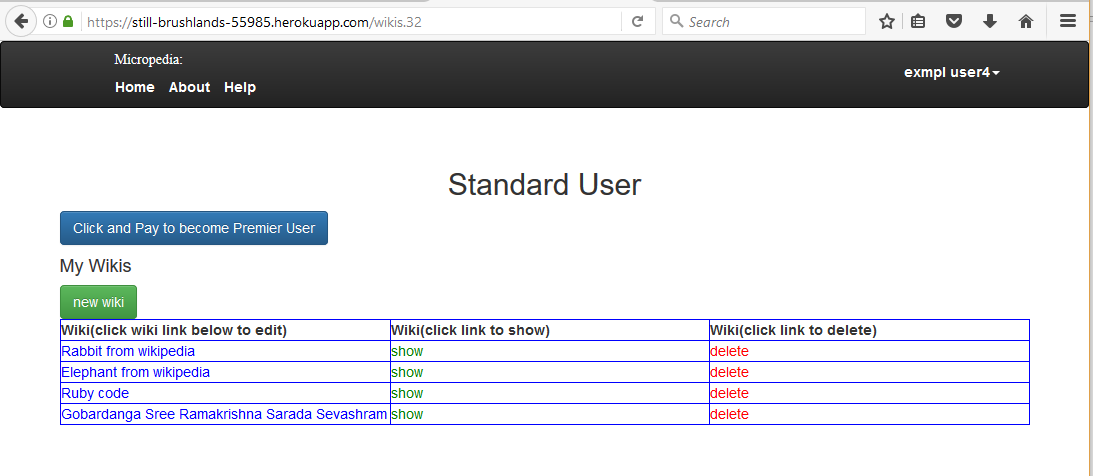 https://still-brushlands-55985.herokuapp.com/wikis.32 Search
Micropedia:
Home About Help
exmpl user4
Standard User
Click and Pay to become Premier User
My Wikis
new wiki
Wiki(click wiki link below to edit) Wiki(click link to show) Wiki(click link to delete)
Rabbit from wikipedia show delete
Elephant from wikipedia show delete
Ruby code show delete
Gobardanga Sree Ramakrishna Sarada Sevashram show delete